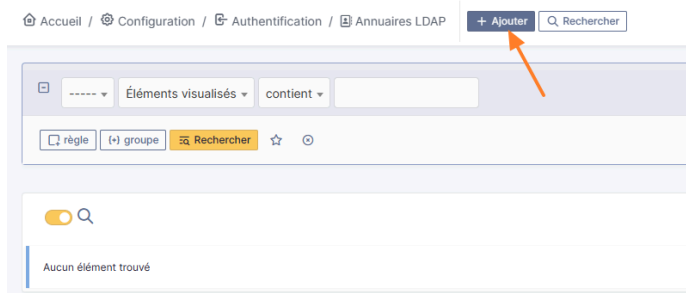 Accueil / Configuration / Authentification / Annuaires LDAP + Ajouter Rechercher
----- Éléments visualisés contient
règle (+) groupe Rechercher
Aucun élément trouvé